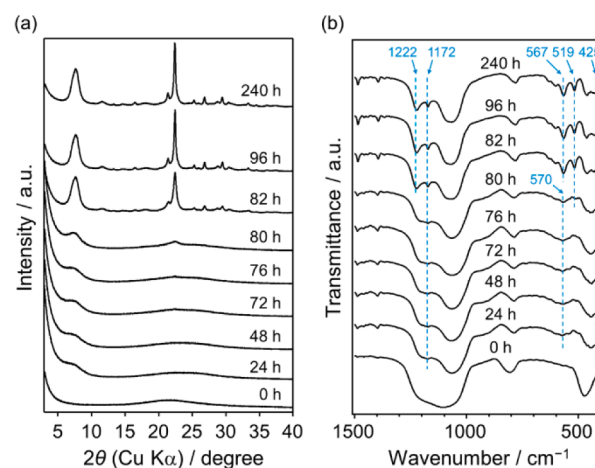 (a)
Intensity / a.u.
240 h
96 h
82 h
80 h
76 h
72 h
48 h
24 h
0 h
5 10 15 20 25 30 35 40
2θ (Cu Kα) / degree
(b)
Transmittance / a.u.
1222 1172 567 519 425
240 h
96 h
82 h
80 h
570
76 h
72 h
48 h
24 h
0 h
1500 1000 500
Wavenumber / cm⁻¹